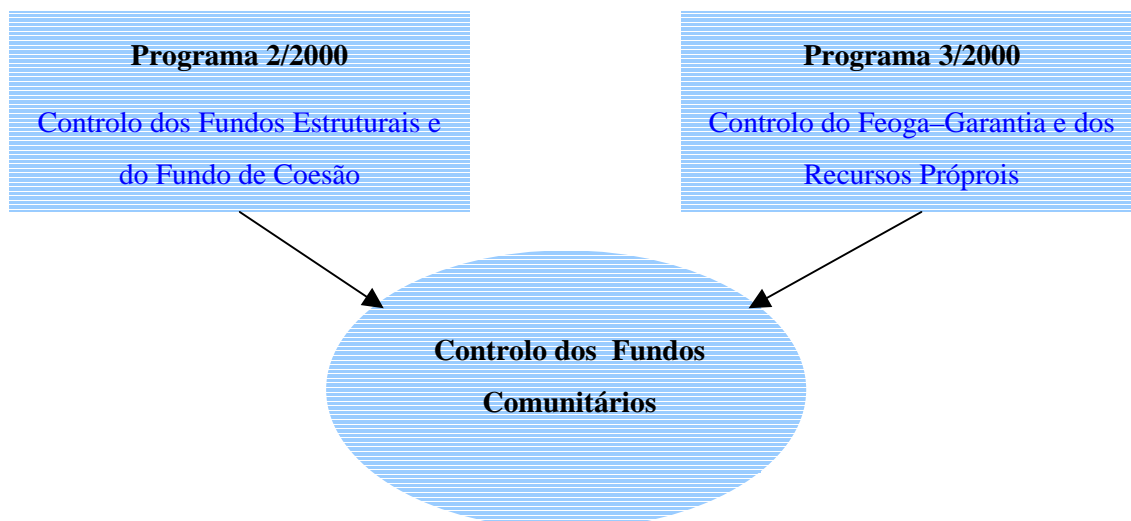 Programa 2/2000
Controlo dos Fundos Estruturais e
do Fundo de Coesão
Programa 3/2000
Controlo do Feoga–Garantia e dos
Recursos Próprois
Controlo dos Fundos
Comunitários